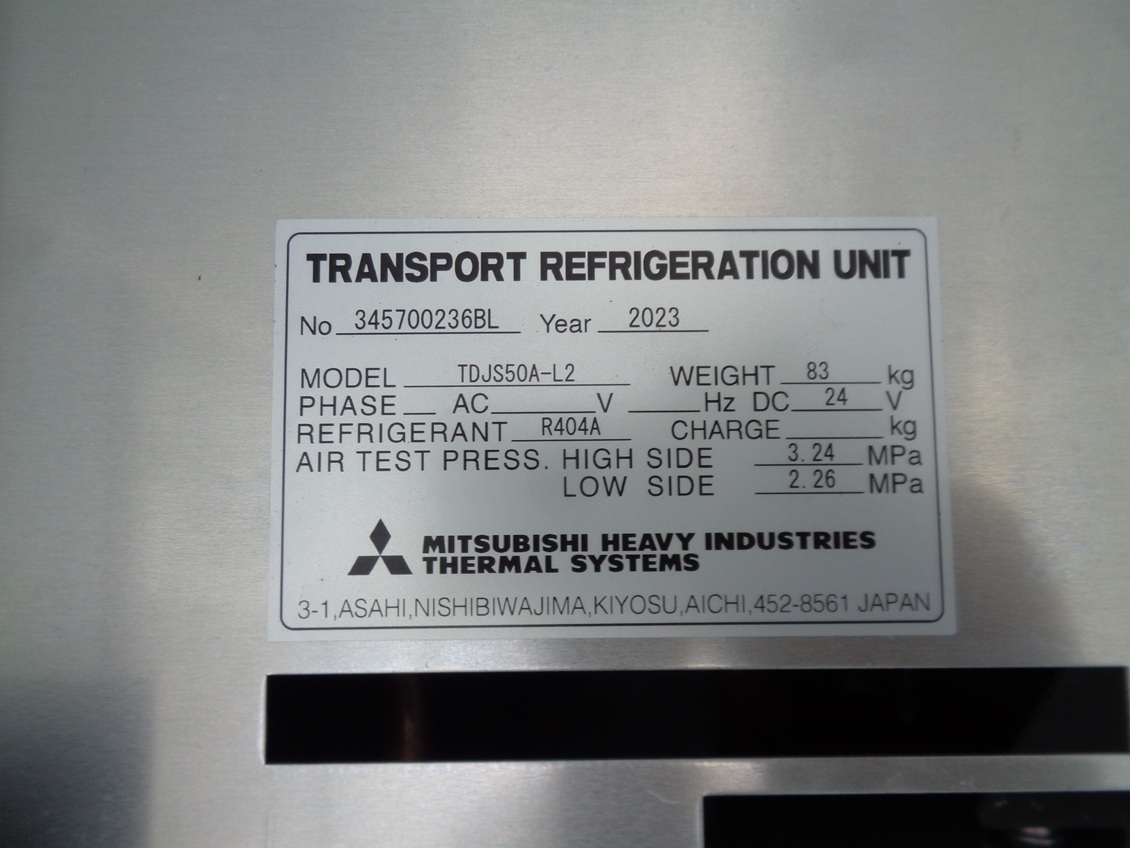 TRANSPORT REFRIGERATION UNIT
No 345700236BL Year 2023
MODEL TDJS50A-L2 WEIGHT 83 kg
PHASE AC V Hz DC 24 V
REFRIGERANT R404A CHARGE kg
AIR TEST PRESS. HIGH SIDE 3.24 MPa
LOW SIDE 2.26 MPa
MITSUBISHI HEAVY INDUSTRIES
THERMAL SYSTEMS
3-1,ASAHI,NISHIBIWAJIMA,KIYOSU,AICHI,452-8561 JAPAN